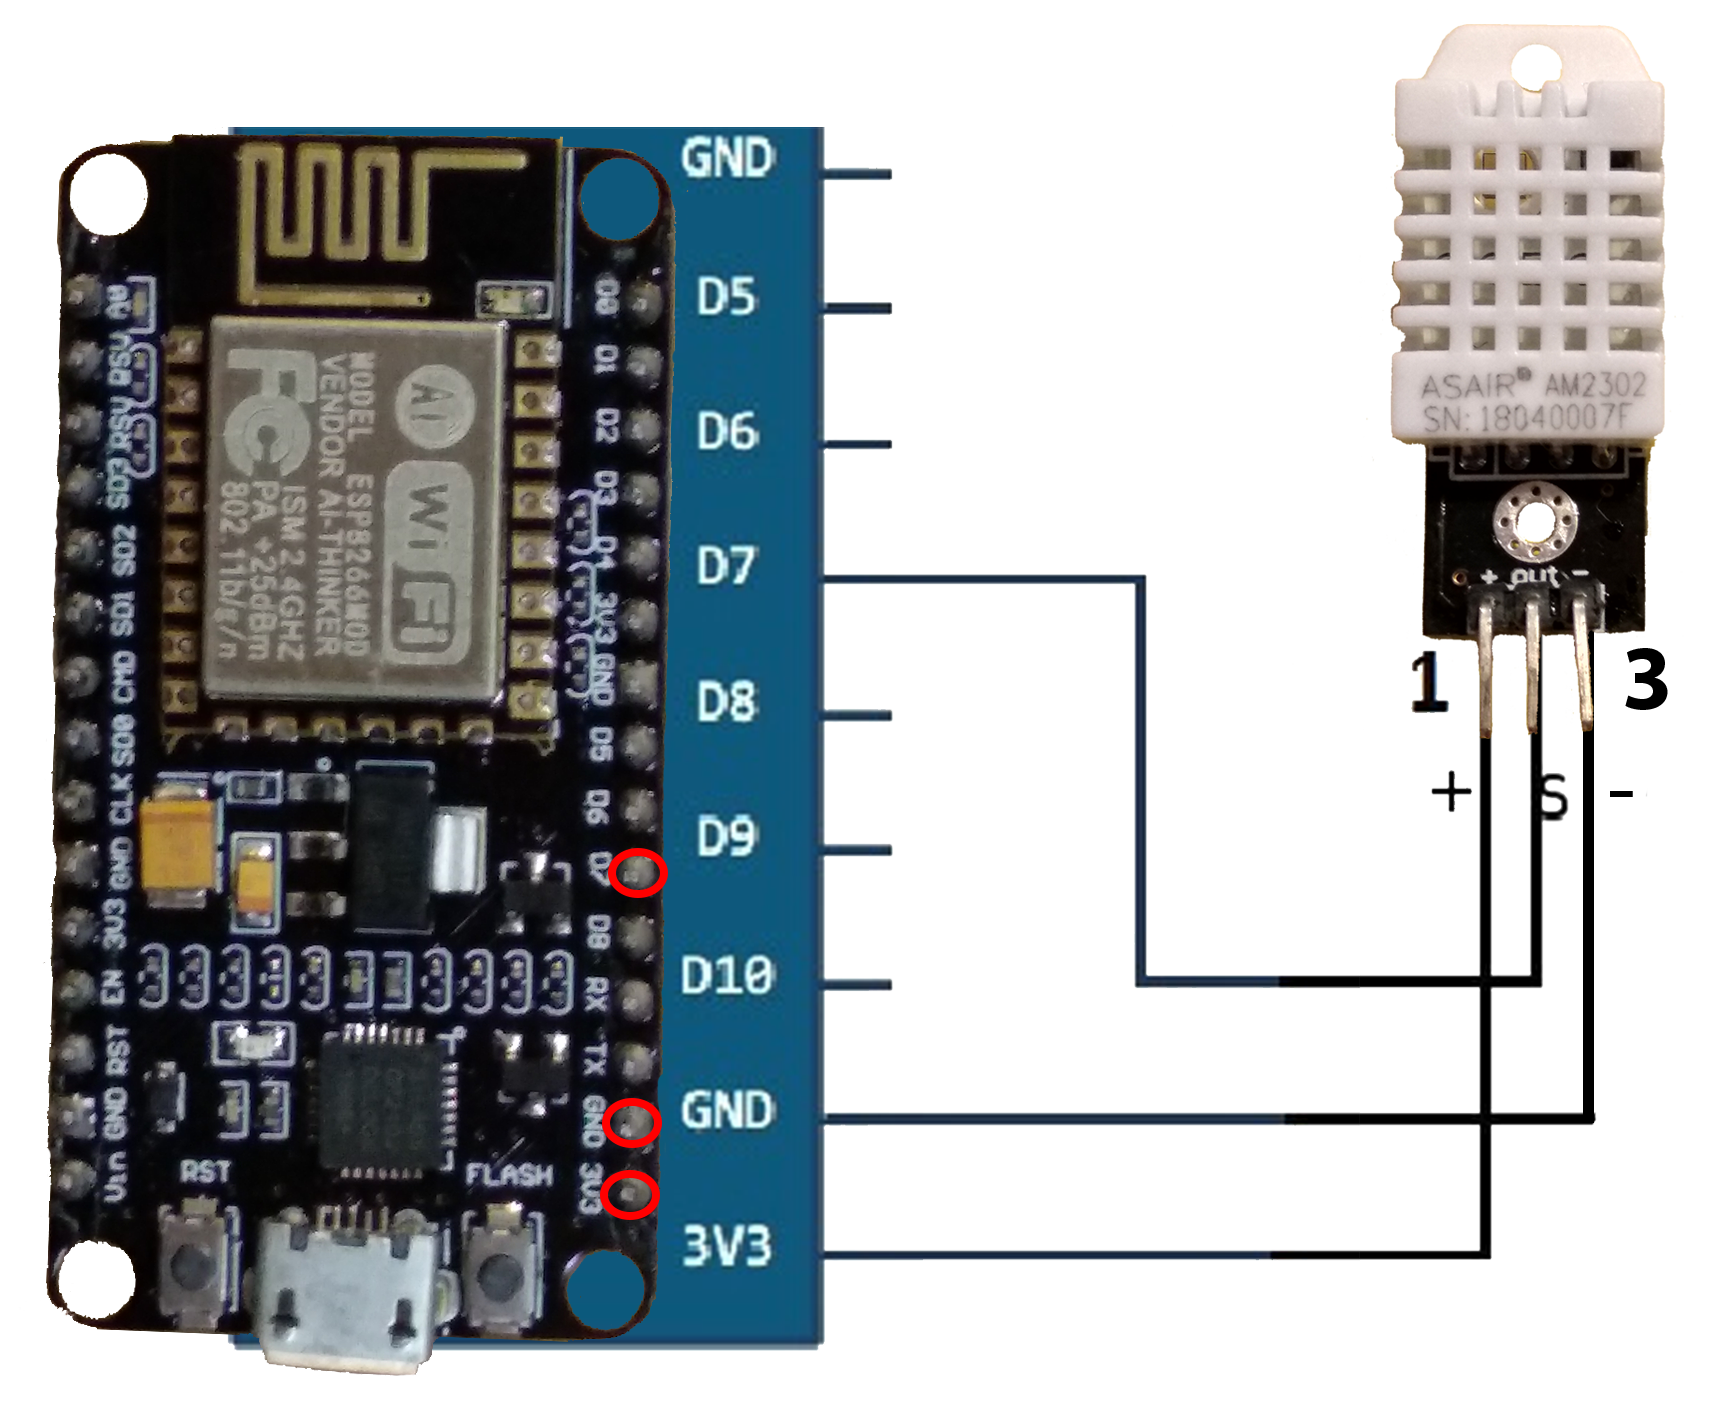 A0
RSV
RSV
SD3
SD2
SD1
CMD
SD0
CLK
GND
3V3
EN
RST
GND
Vin
MODEL ESP8266MOD
VENDOR AI-THINKER
ISM 2.4GHZ
PA +25dBm
802.11b/g/n
FC
AI
WiFi
D0
D1
D2
D3
D4
3V3
GND
D5
D6
D7
D8
RX
TX
GND
3V3
RST
FLASH
GND
D5
D6
D7
D8
D9
D10
GND
3V3
ASAIR® AM2302
SN:18040007F
+ out -
1 3
+ S -